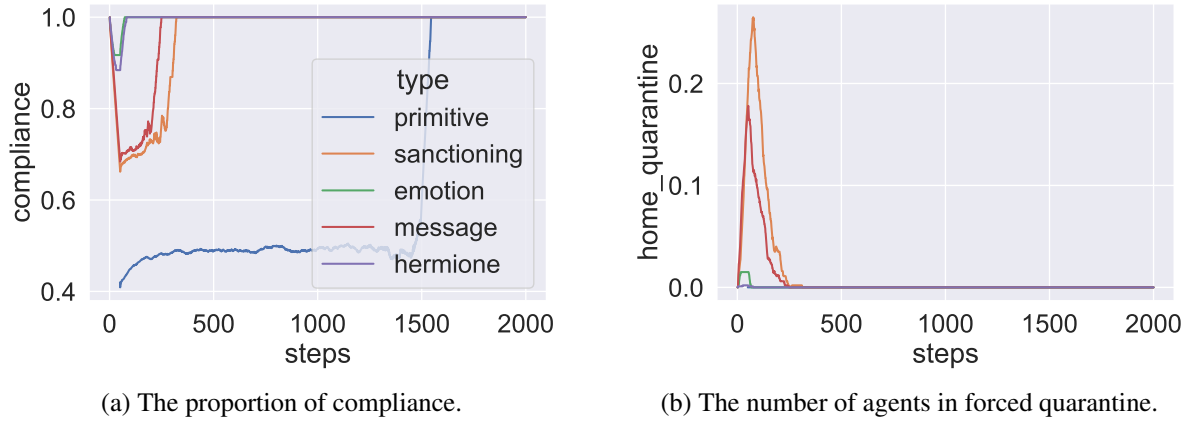 1.0
0.8
0.6
0.4
compliance
type
primitive
sanctioning
emotion
message
hermione
0 500 1000 1500 2000
steps
(a) The proportion of compliance.
0.2
0.1
0.0
home_quarantine
0 500 1000 1500 2000
steps
(b) The number of agents in forced quarantine.